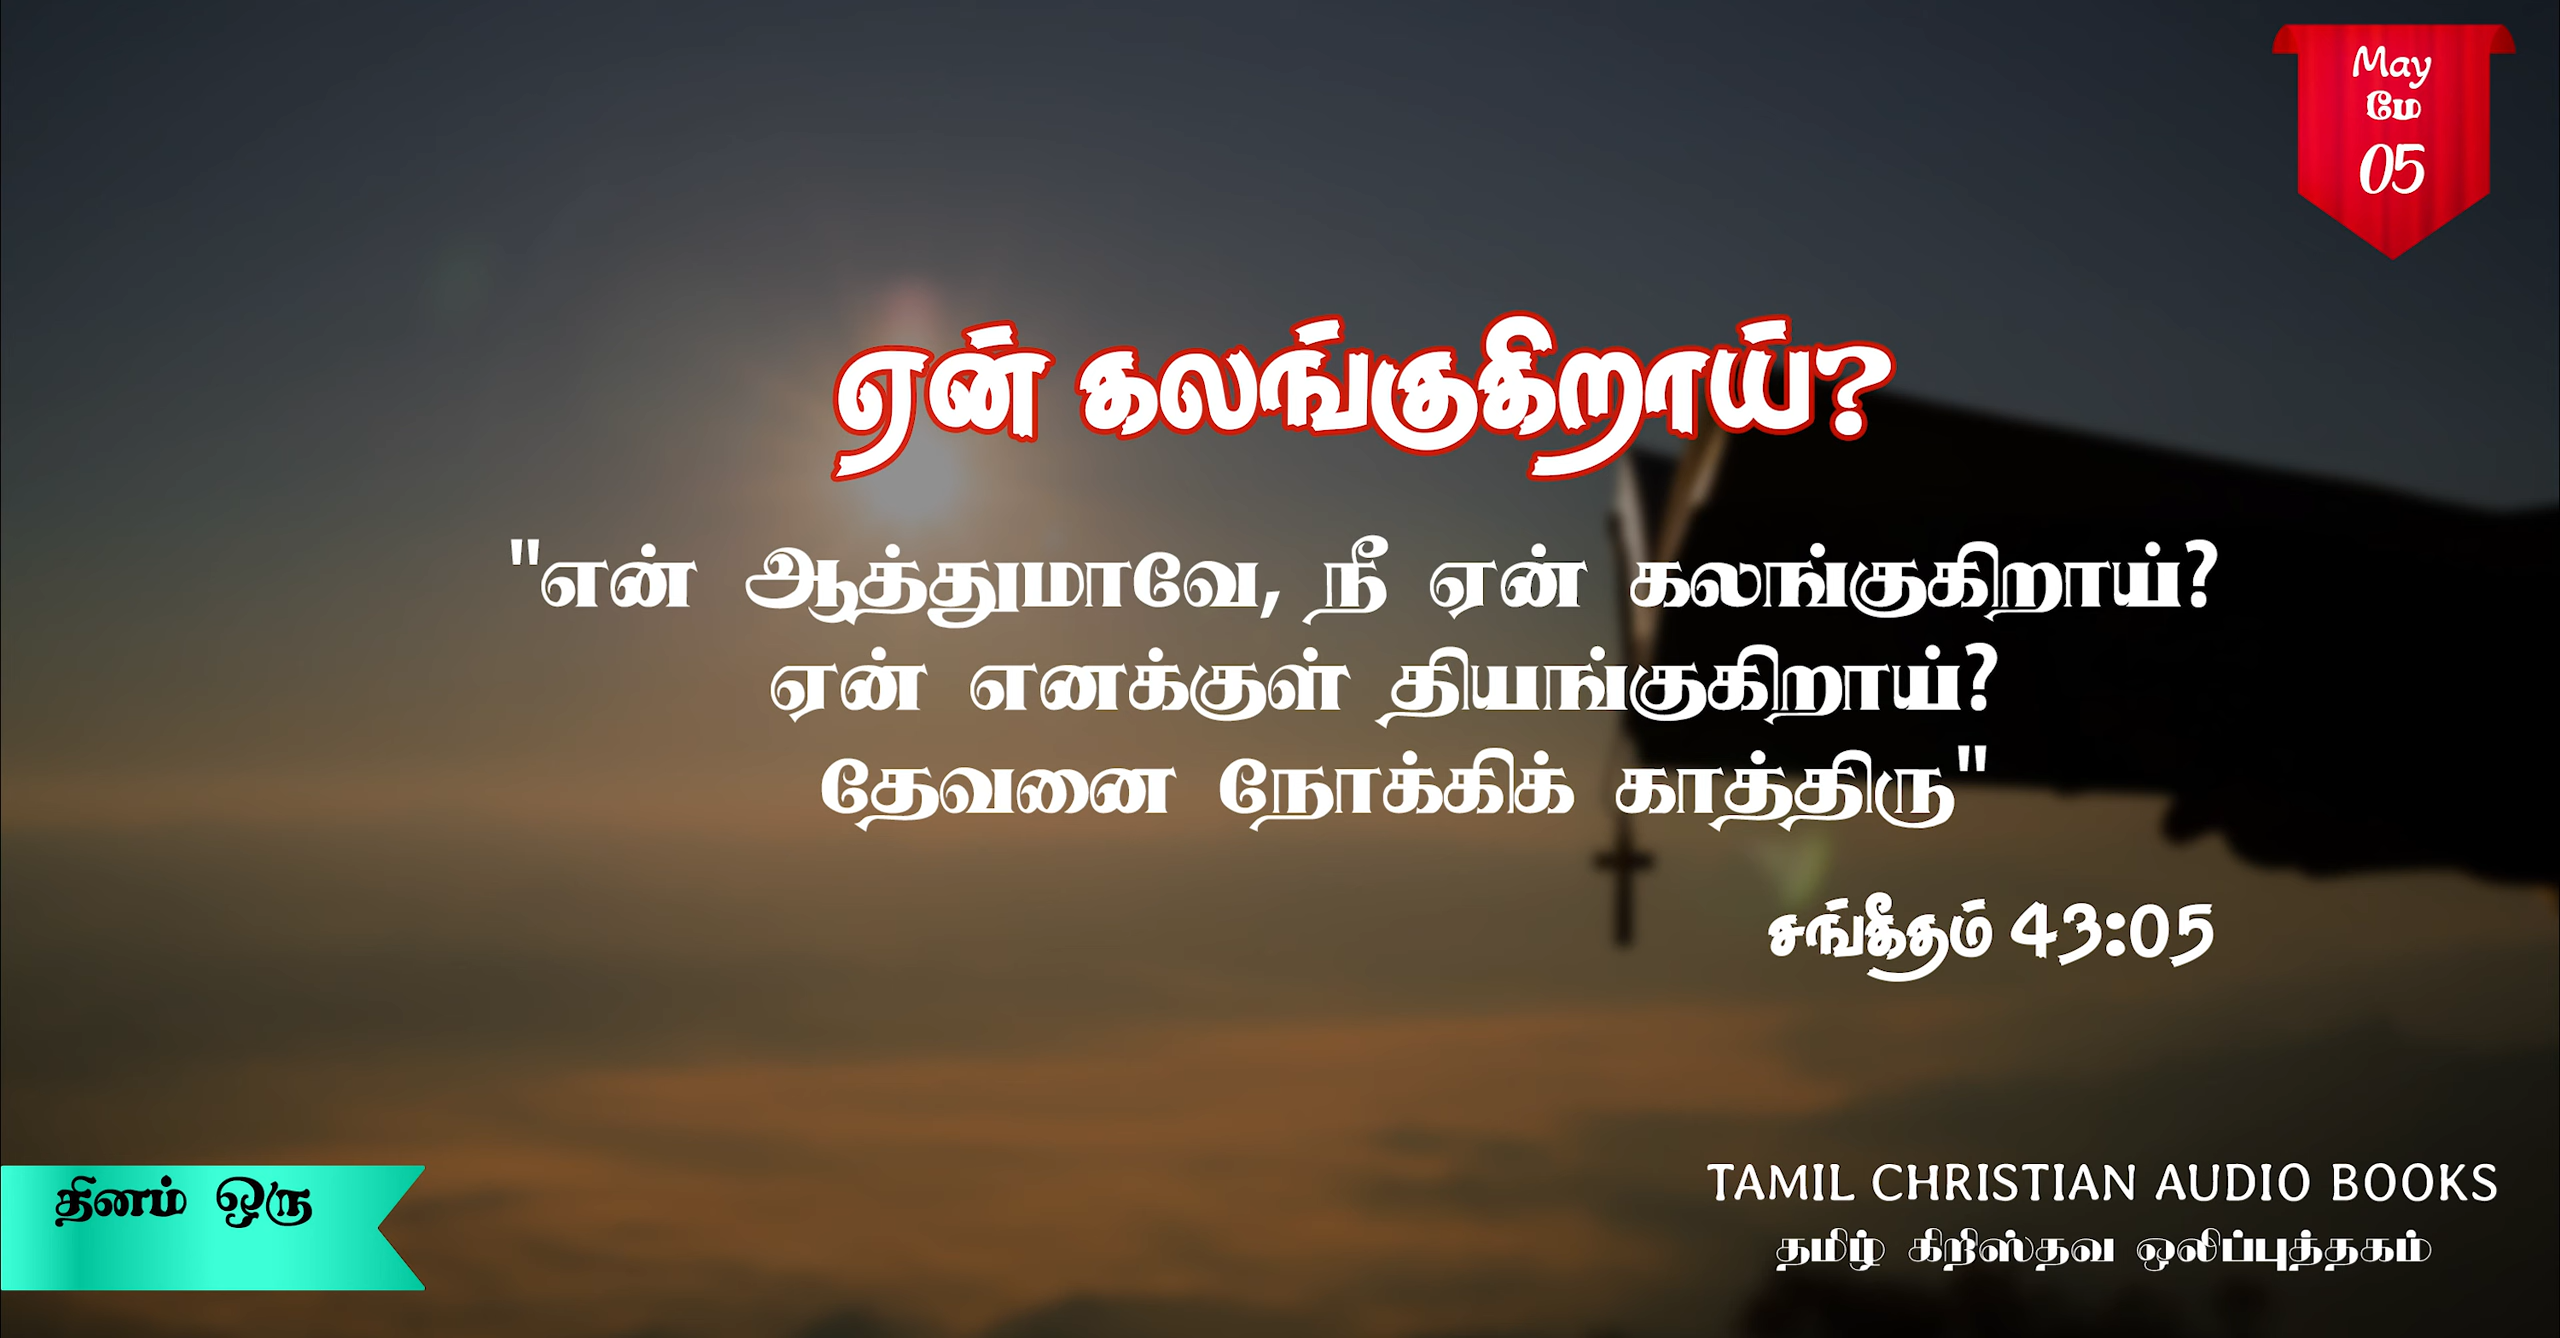 May
மே
05
ஏன் கலங்குகிறாய்?
"என் ஆத்துமாவே, நீ ஏன் கலங்குகிறாய்?
ஏன் எனக்குள் தியங்குகிறாய்?
தேவனை நோக்கிக் காத்திரு"
சங்கீதம் 43:05
தினம் ஒரு
TAMIL CHRISTIAN AUDIO BOOKS
தமிழ் கிறிஸ்தவ ஒலிப்புத்தகம்